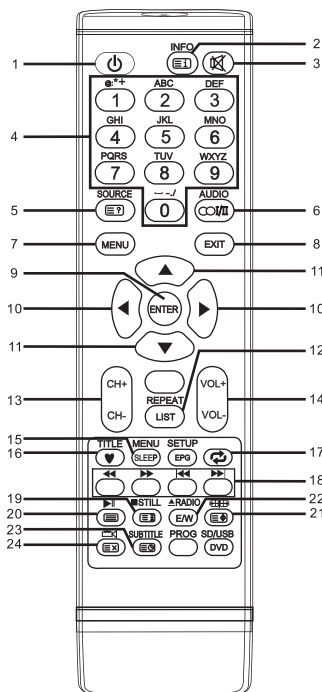 INFO
2
1
3
@:*+ ABC DEF
1 2 3
GHI JKL MNO
4
4 5 6
PQRS TUV WXYZ
7 8 9
SOURCE AUDIO
5
0
I/II
6
7
MENU
EXIT
8
9
11
10
ENTER
10
11
12
CH+
REPEAT
VOL+
13
14
CH-
LIST
VOL-
15
TITLE MENU SETUP
16
SLEEP
EPG
17
18
19
STILL
RADIO
22
20
E/W
21
23
SUBTITLE PROG SD/USB
24
DVD